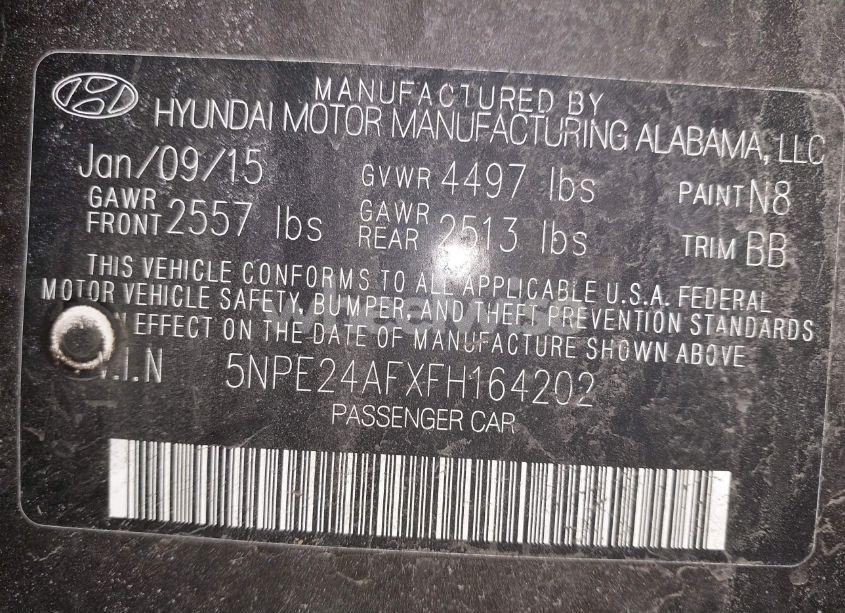 MANUFACTURED BY
HYUNDAI MOTOR MANUFACTURING ALABAMA, LLC
Jan/09/15 GVWR 4497 lbs PAINT N8
GAWR FRONT 2557 lbs GAWR REAR 2513 lbs TRIM BB
THIS VEHICLE CONFORMS TO ALL APPLICABLE U.S.A. FEDERAL
MOTOR VEHICLE SAFETY, BUMPER, AND THEFT PREVENTION STANDARDS
EFFECT ON THE DATE OF MANUFACTURE SHOWN ABOVE
V.I.N 5NPE24AFXFH164202
PASSENGER CAR